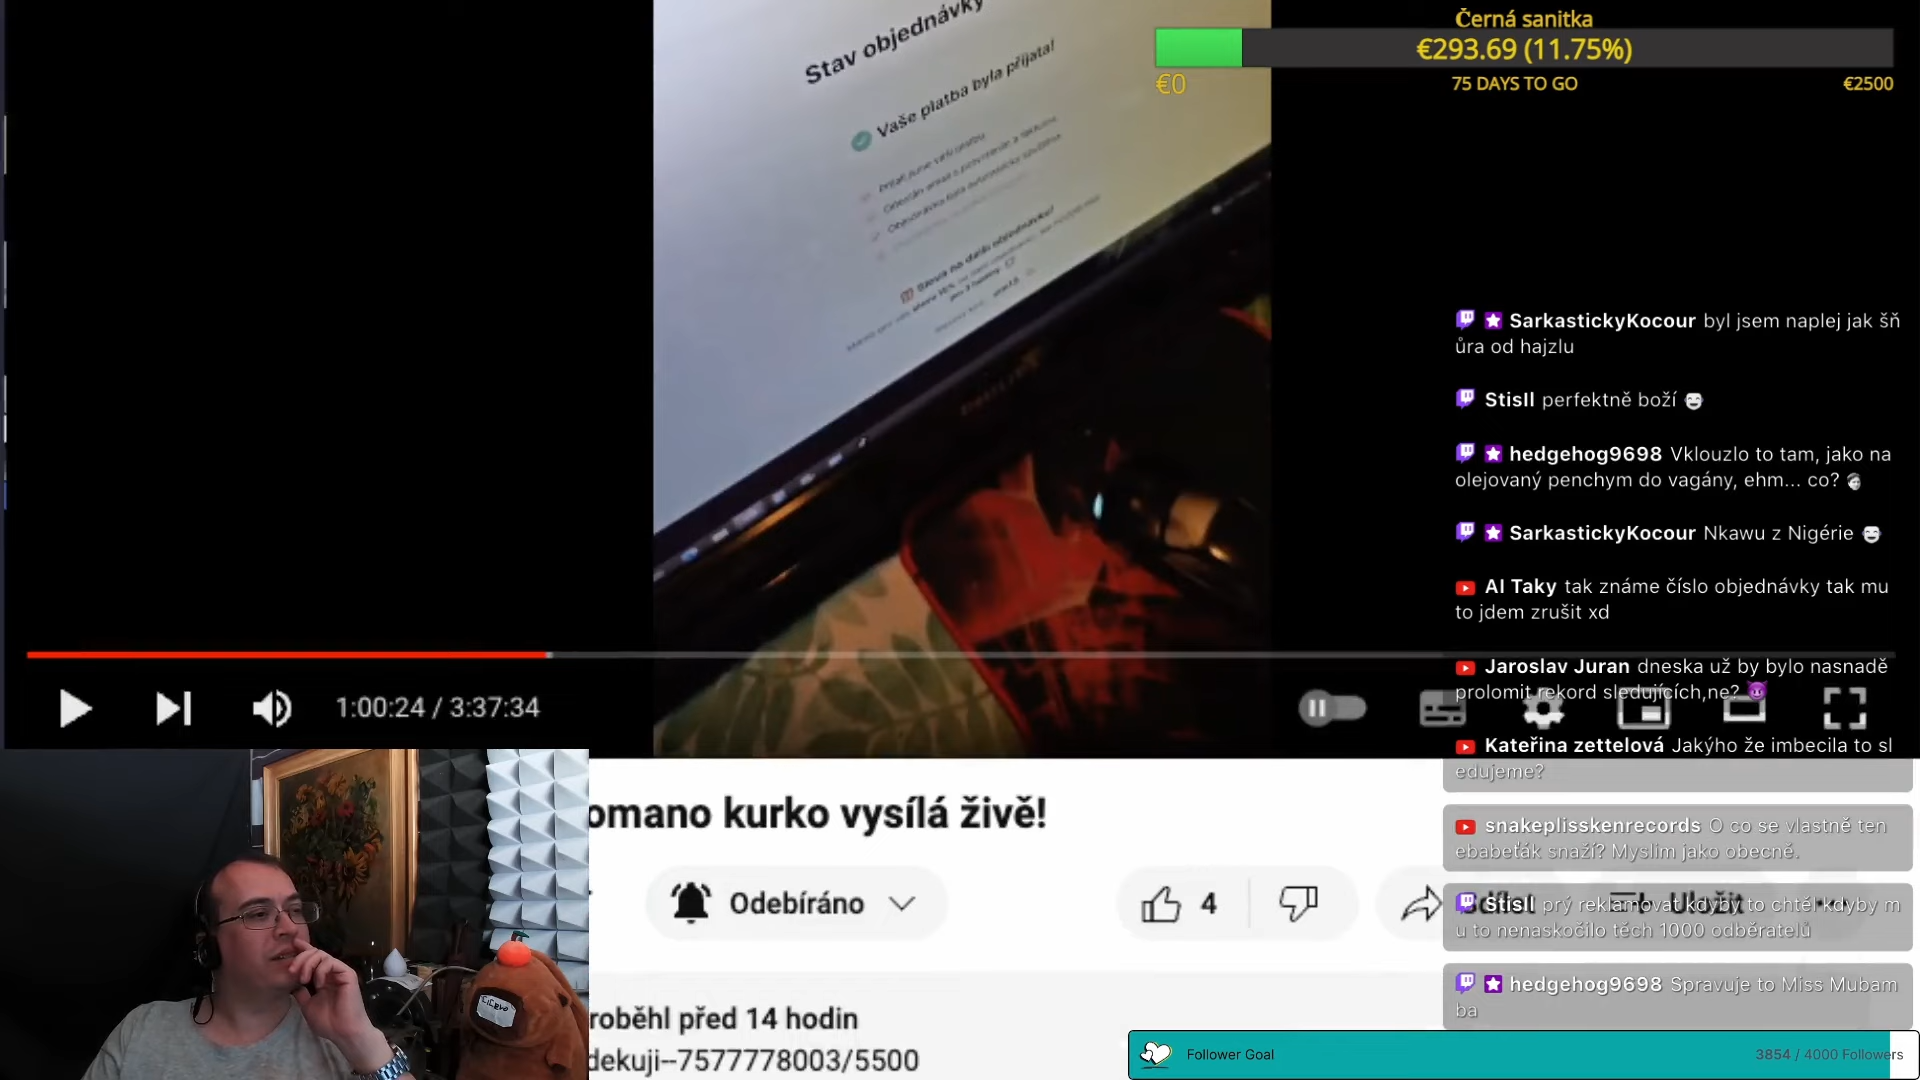 Stav objednávky
Vaše platba byla přijata!
Černá sanitka
€293.69 (11.75%)
€0
75 DAYS TO GO
€2500
SarkastickyKocour byl jsem naplej jak šň
ůra od hajzlu
Stisll perfektně boží
hedgehog9698 Vklouzlo to tam, jako na
olejovaný penchym do vagány, ehm... co?
SarkastickyKocour Nkawu z Nigérie
Al Taky tak známe číslo objednávky tak mu
to jdem zrušit xd
Jaroslav Juran dneska už by bylo nasnadě
prolomit rekord sledujících,ne?
1:00:24 / 3:37:34
Kateřina zettelová Jakýho že imbecila to sl
edujeme?
omano kurko vysílá živě!
snakeplisskenrecords O co se vlastně ten
ebabeťák snaží? Myslím jako obecně.
Odebíráno
4
Sdílet
Uložit
Stisll prý reklamovat kdyby to chtěl kdyby m
u to nenaskočilo těch 1000 odběratelů
hedgehog9698 Spravuje to Miss Mubam
ba
roběhl před 14 hodin
dekuji--7577778003/5500
Follower Goal
3854 / 4000 Followers